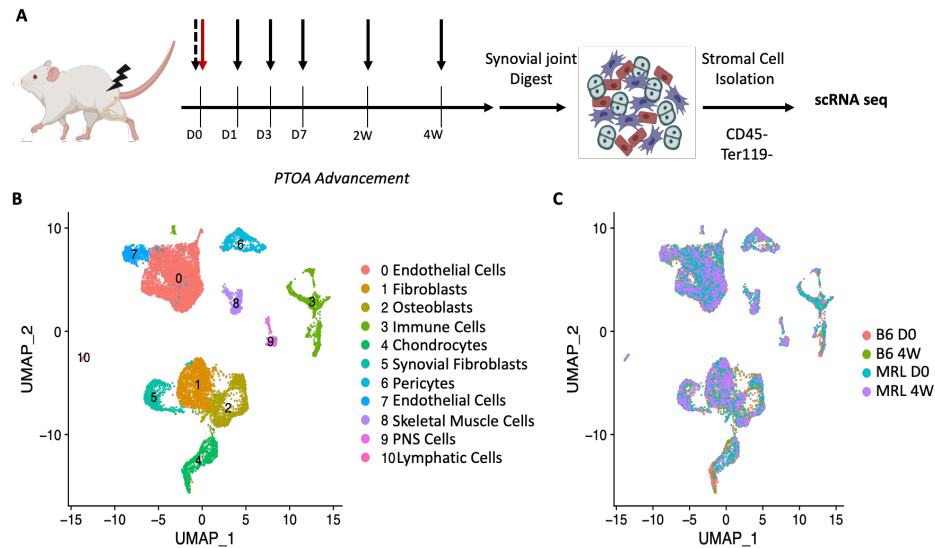 A
Synovial joint
Digest
Stromal Cell
Isolation
scRNA seq
CD45-
Ter119-
D0 D1 D3 D7 2W 4W
PTOA Advancement
B
UMAP_2
10
0
−10
−15 −10 −5 0 5 10 15
UMAP_1
7
0
6
8
3
9
10
1
5
2
4
0 Endothelial Cells
1 Fibroblasts
2 Osteoblasts
3 Immune Cells
4 Chondrocytes
5 Synovial Fibroblasts
6 Pericytes
7 Endothelial Cells
8 Skeletal Muscle Cells
9 PNS Cells
10Lymphatic Cells
C
UMAP_2
10
0
−10
−15 −10 −5 0 5 10 15
UMAP_1
B6 D0
B6 4W
MRL D0
MRL 4W